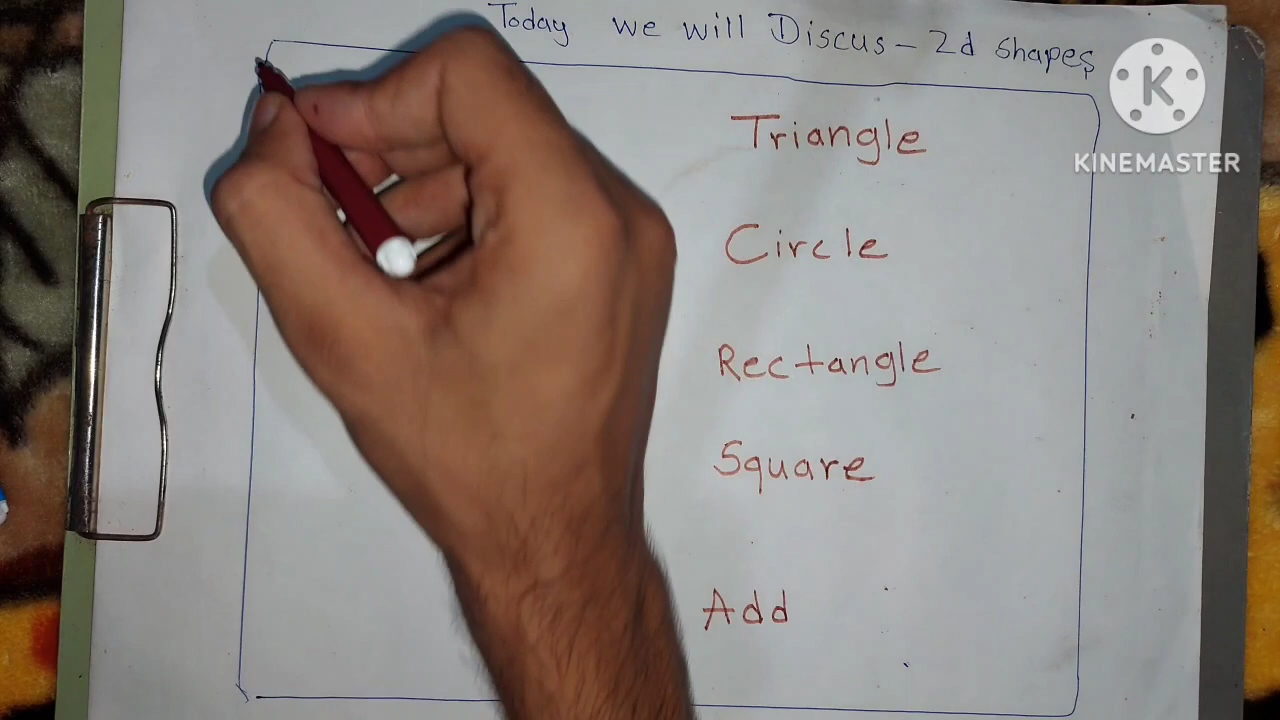 Today we will Discus - 2d shapes
K
KINEMASTER
Triangle
Circle
Rectangle
Square
Add